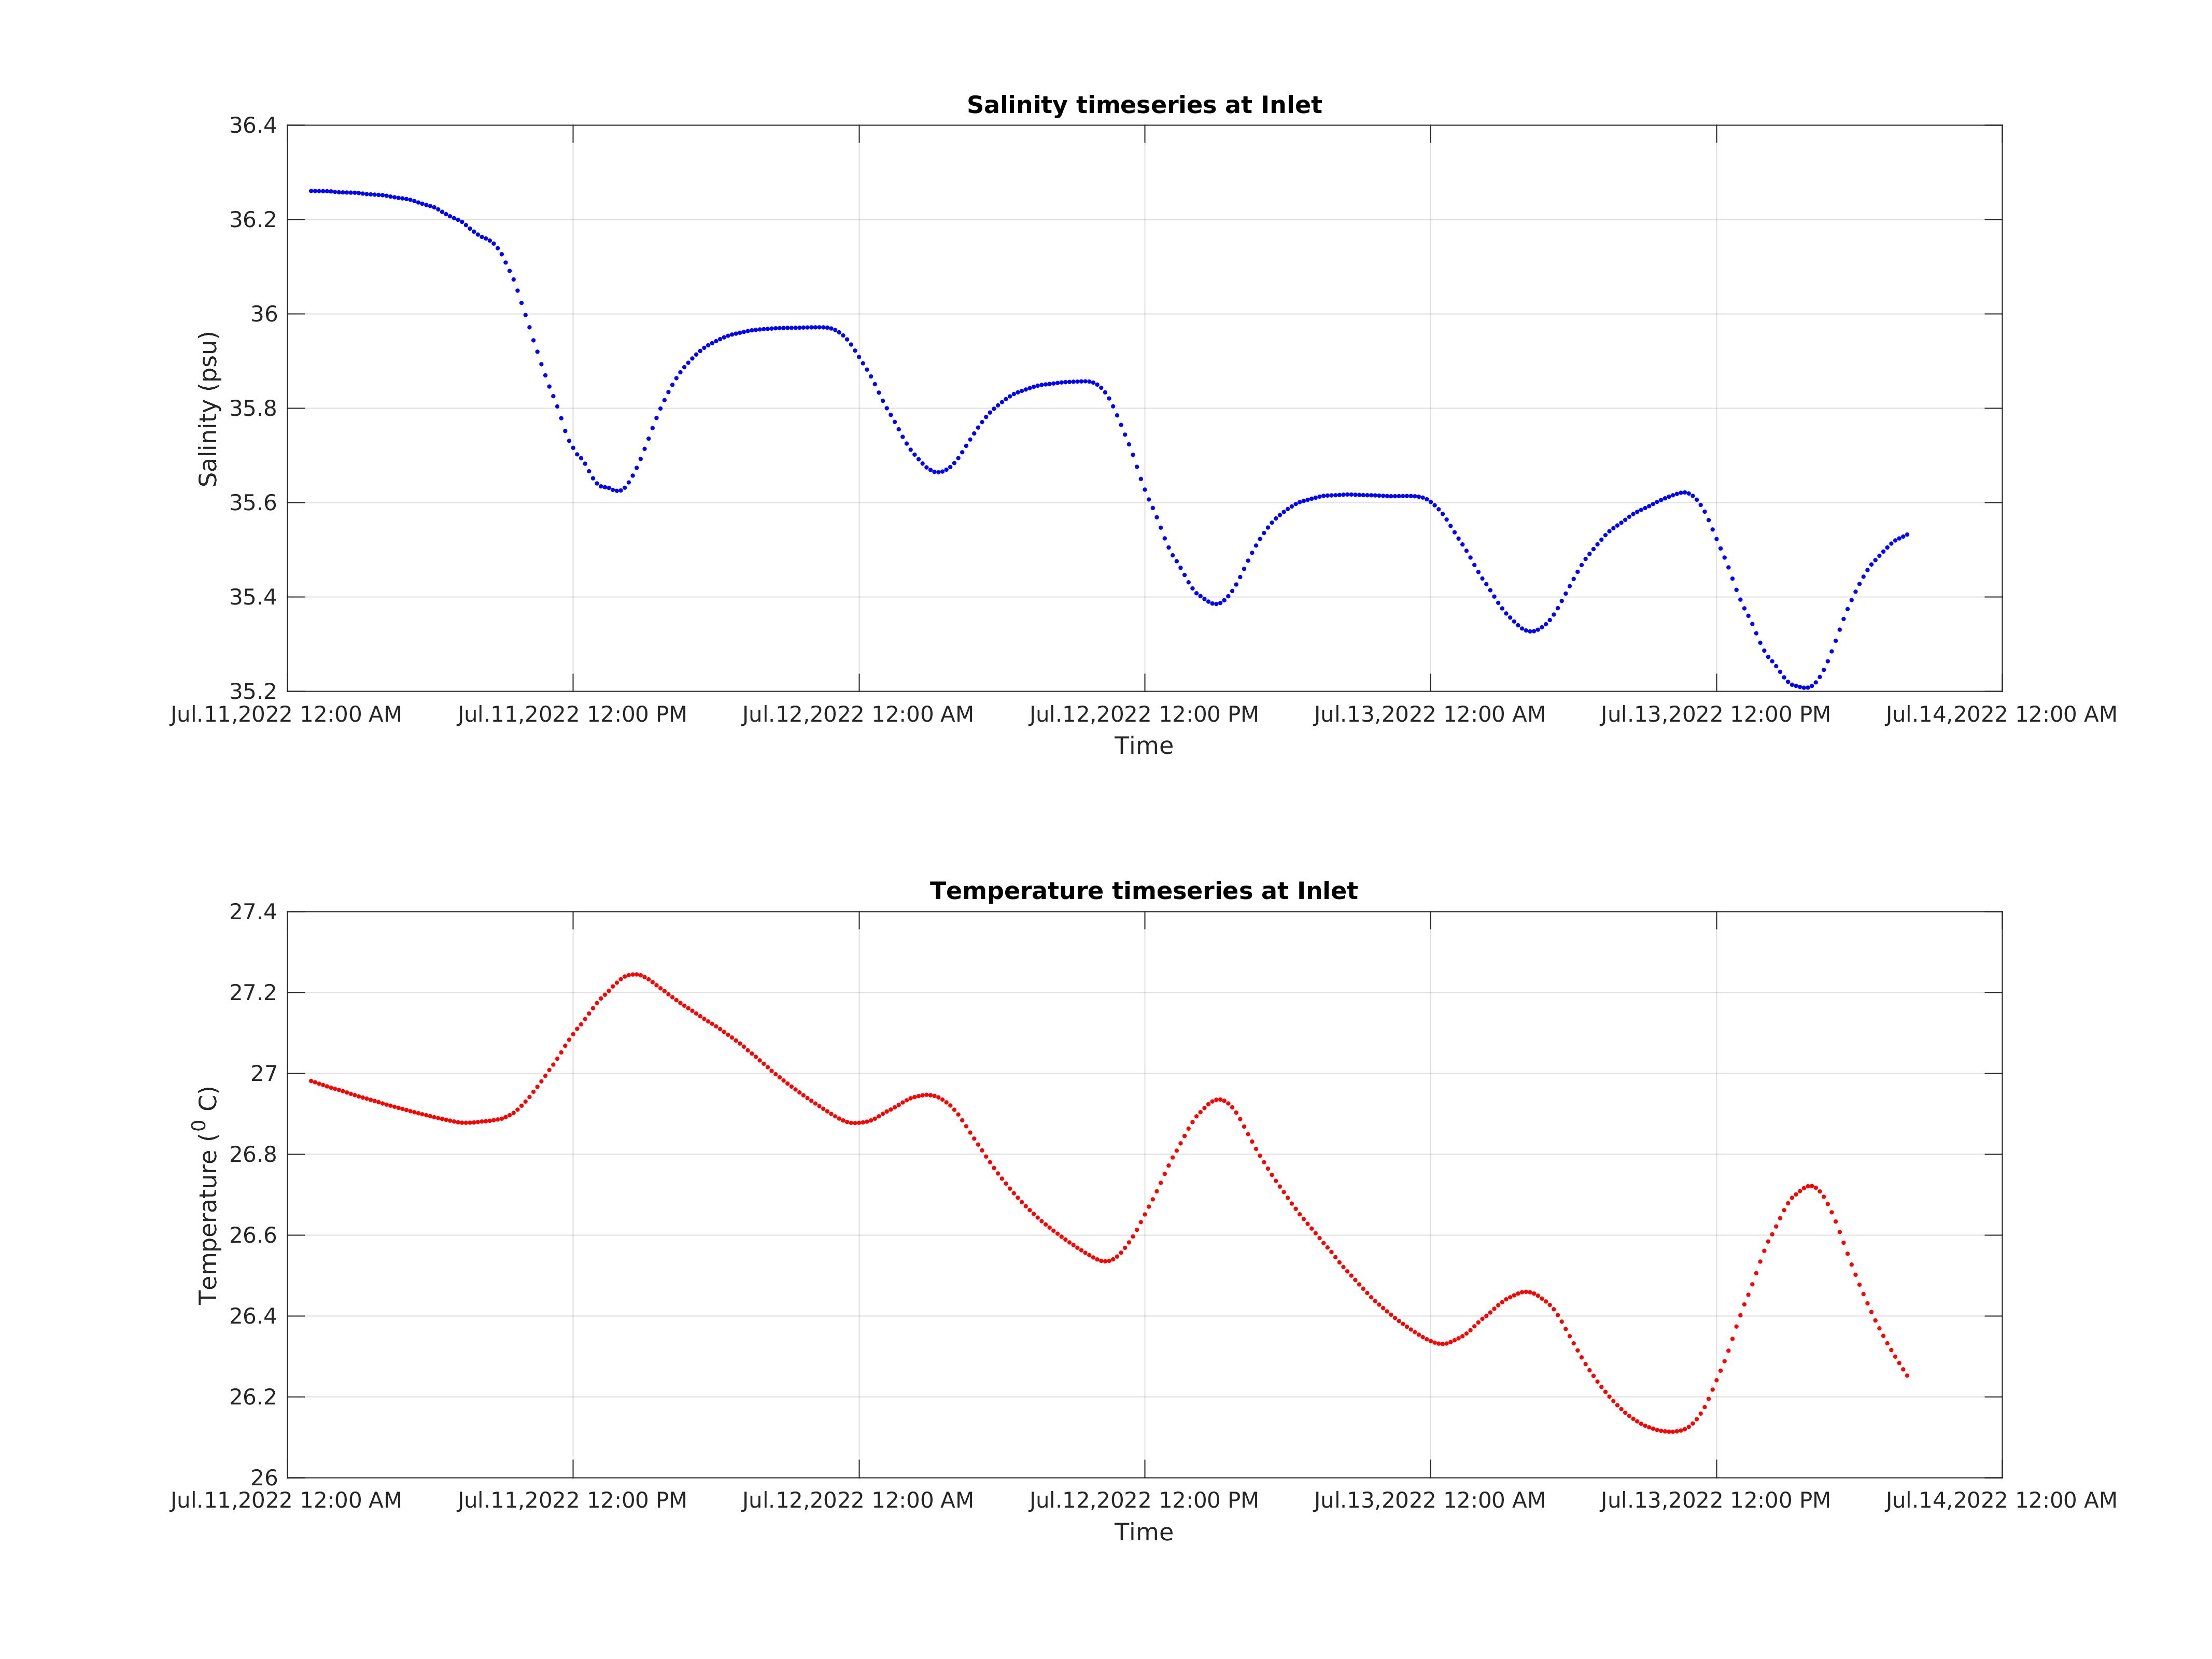 Salinity timeseries at Inlet
36.4
36.2
36
35.8
35.6
35.4
35.2
Salinity (psu)
Jul.11,2022 12:00 AM Jul.11,2022 12:00 PM Jul.12,2022 12:00 AM Jul.12,2022 12:00 PM Jul.13,2022 12:00 AM Jul.13,2022 12:00 PM Jul.14,2022 12:00 AM
Time
Temperature timeseries at Inlet
27.4
27.2
27
26.8
26.6
26.4
26.2
26
Temperature (⁰ C)
Jul.11,2022 12:00 AM Jul.11,2022 12:00 PM Jul.12,2022 12:00 AM Jul.12,2022 12:00 PM Jul.13,2022 12:00 AM Jul.13,2022 12:00 PM Jul.14,2022 12:00 AM
Time